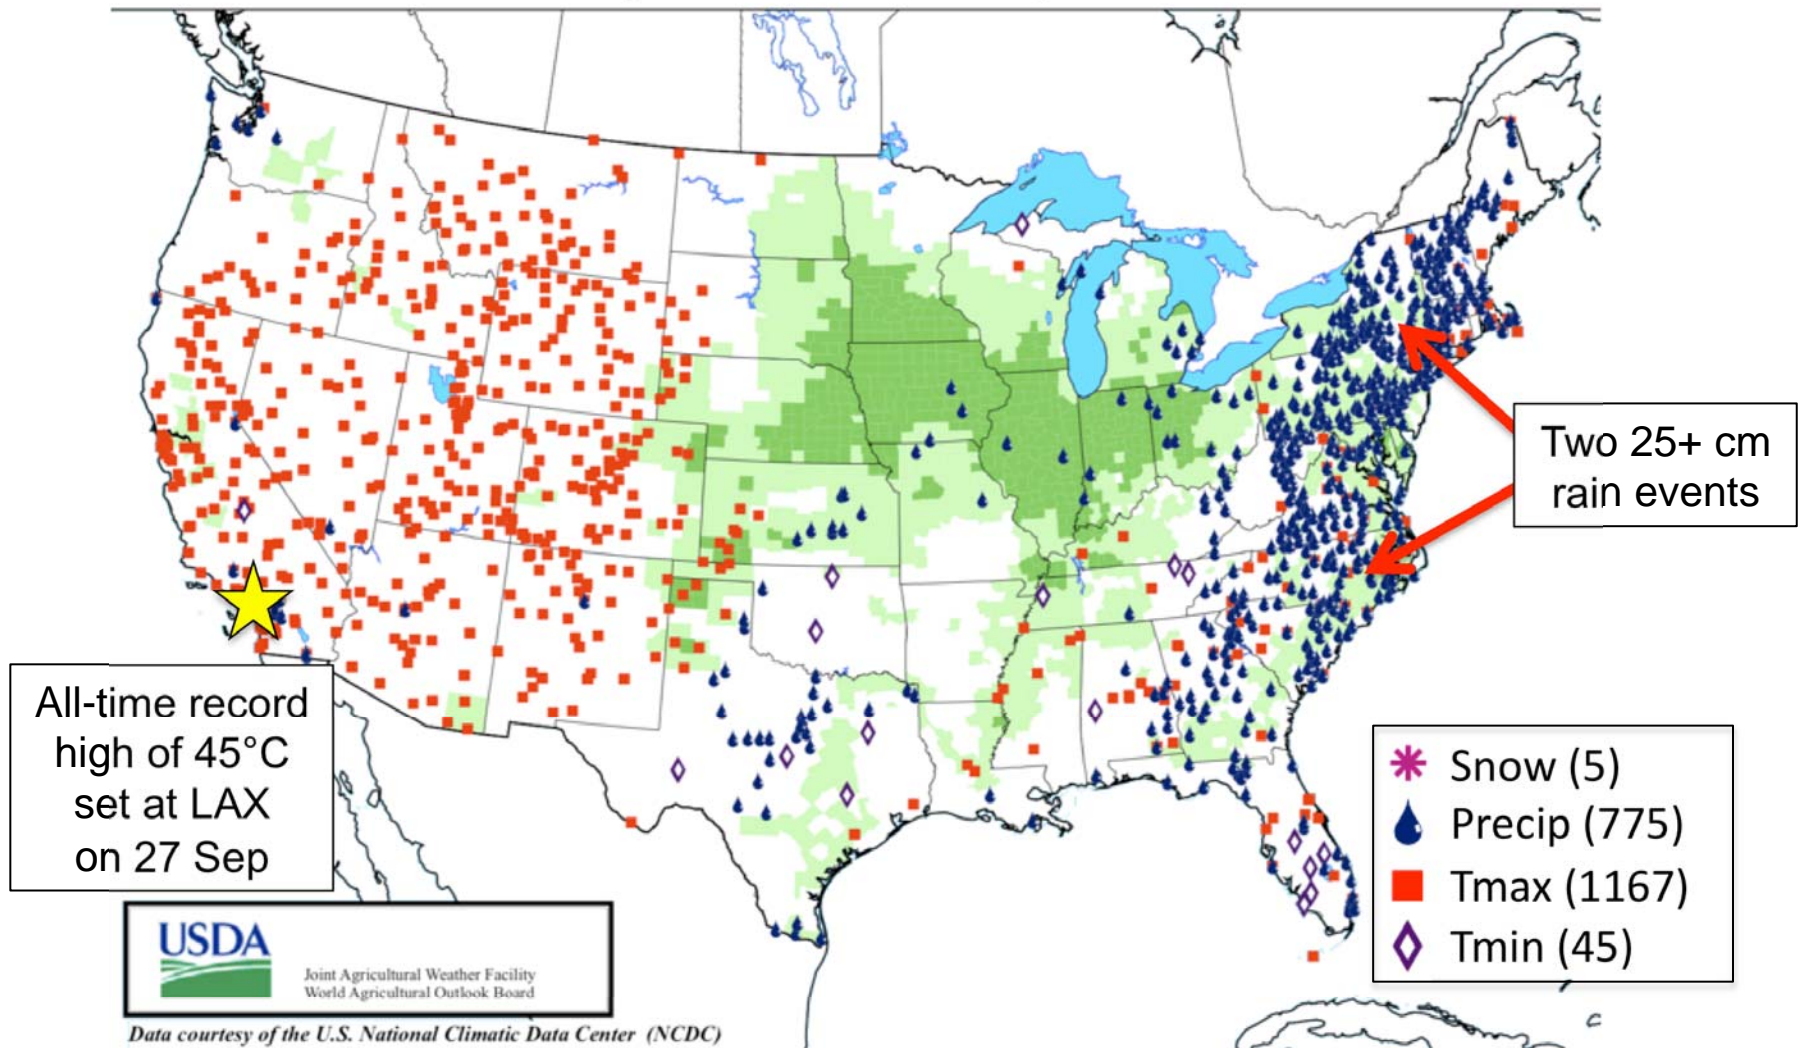 Two 25+ cm
rain events
All-time record
high of 45°C
set at LAX
on 27 Sep
Snow (5)
Precip (775)
Tmax (1167)
Tmin (45)
USDA
Joint Agricultural Weather Facility
World Agricultural Outlook Board
Data courtesy of the U.S. National Climatic Data Center (NCDC)